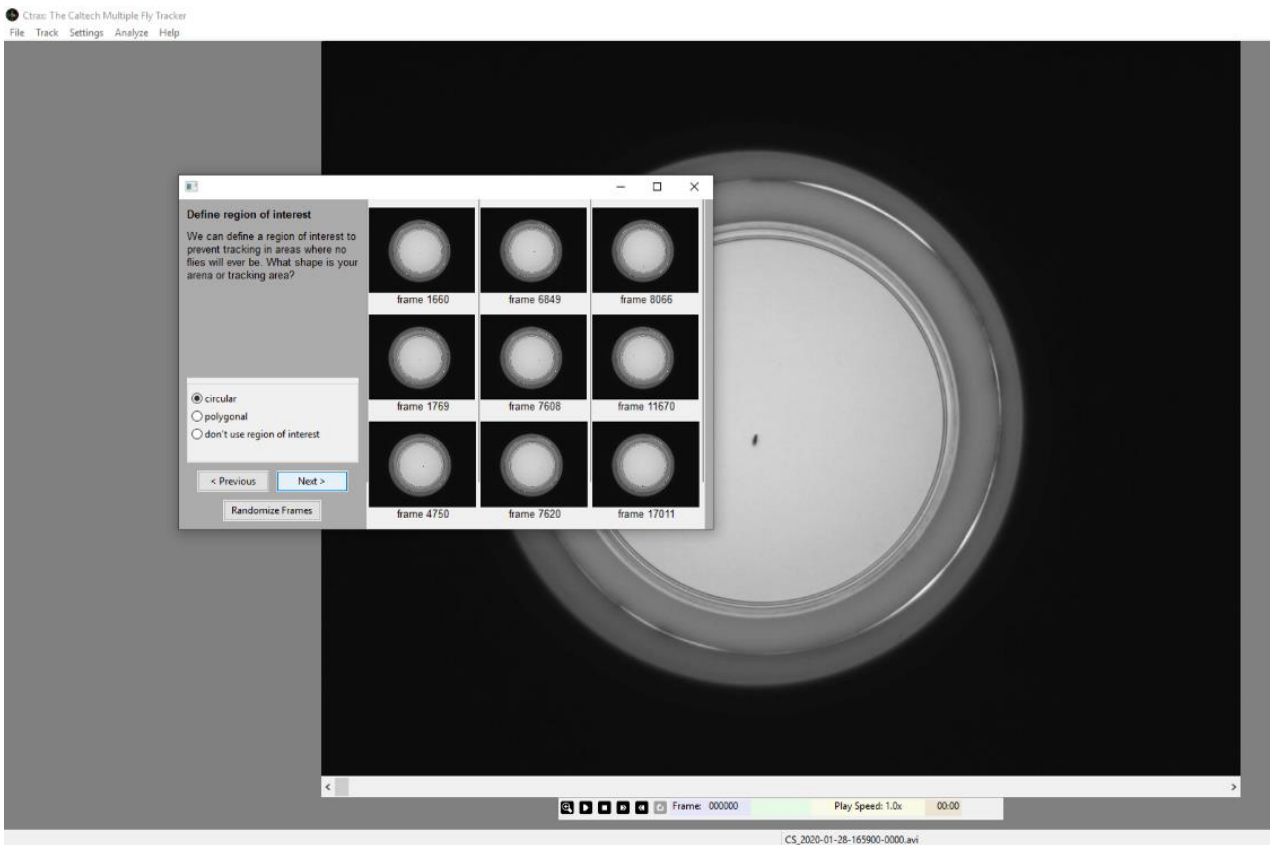 Ctrax: The Caltech Multiple Fly Tracker
File Track Settings Analyze Help
Define region of interest
We can define a region of interest to
prevent tracking in areas where no
flies will ever be. What shape is your
arena or tracking area?
circular
polygonal
don't use region of interest
< Previous Next >
Randomize Frames
frame 1660 frame 6849 frame 8066
frame 1769 frame 7608 frame 11670
frame 4750 frame 7620 frame 17011
Frame: 000000 Play Speed: 1.0x 00:00
CS_2020-01-28-165900-0000.avi